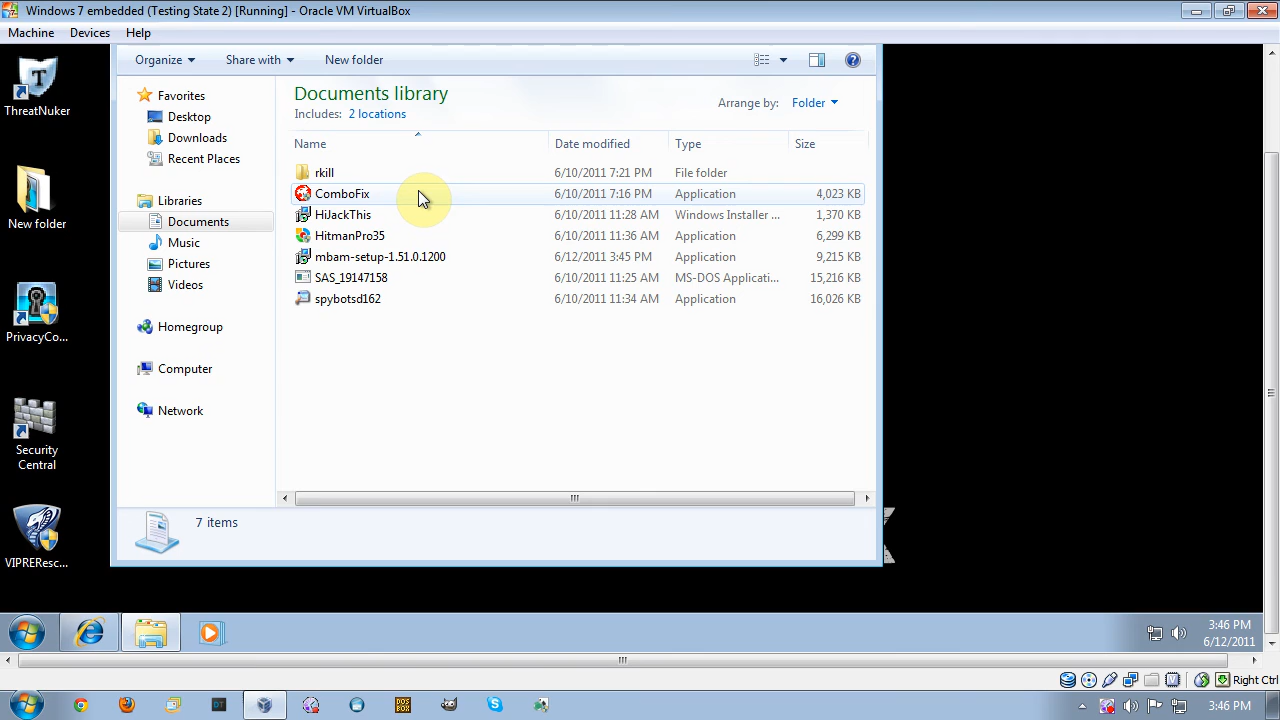 Windows 7 embedded (Testing State 2) [Running] - Oracle VM VirtualBox
Machine Devices Help
Organize Share with New folder
ThreatNuker
New folder
PrivacyCo...
Security
Central
VIPREResc...
Favorites
Desktop
Downloads
Recent Places
Libraries
Documents
Music
Pictures
Videos
Homegroup
Computer
Network
Documents library
Includes: 2 locations
Arrange by: Folder
Name Date modified Type Size
rkill 6/10/2011 7:21 PM File folder
ComboFix 6/10/2011 7:16 PM Application 4,023 KB
HiJackThis 6/10/2011 11:28 AM Windows Installer ... 1,370 KB
HitmanPro35 6/10/2011 11:36 AM Application 6,299 KB
mbam-setup-1.51.0.1200 6/12/2011 3:45 PM Application 9,215 KB
SAS_19147158 6/10/2011 11:25 AM MS-DOS Applicati... 15,216 KB
spybotsd162 6/10/2011 11:34 AM Application 16,026 KB
7 items
3:46 PM
6/12/2011
Right Ctrl
DT
DOS
BOX
3:46 PM